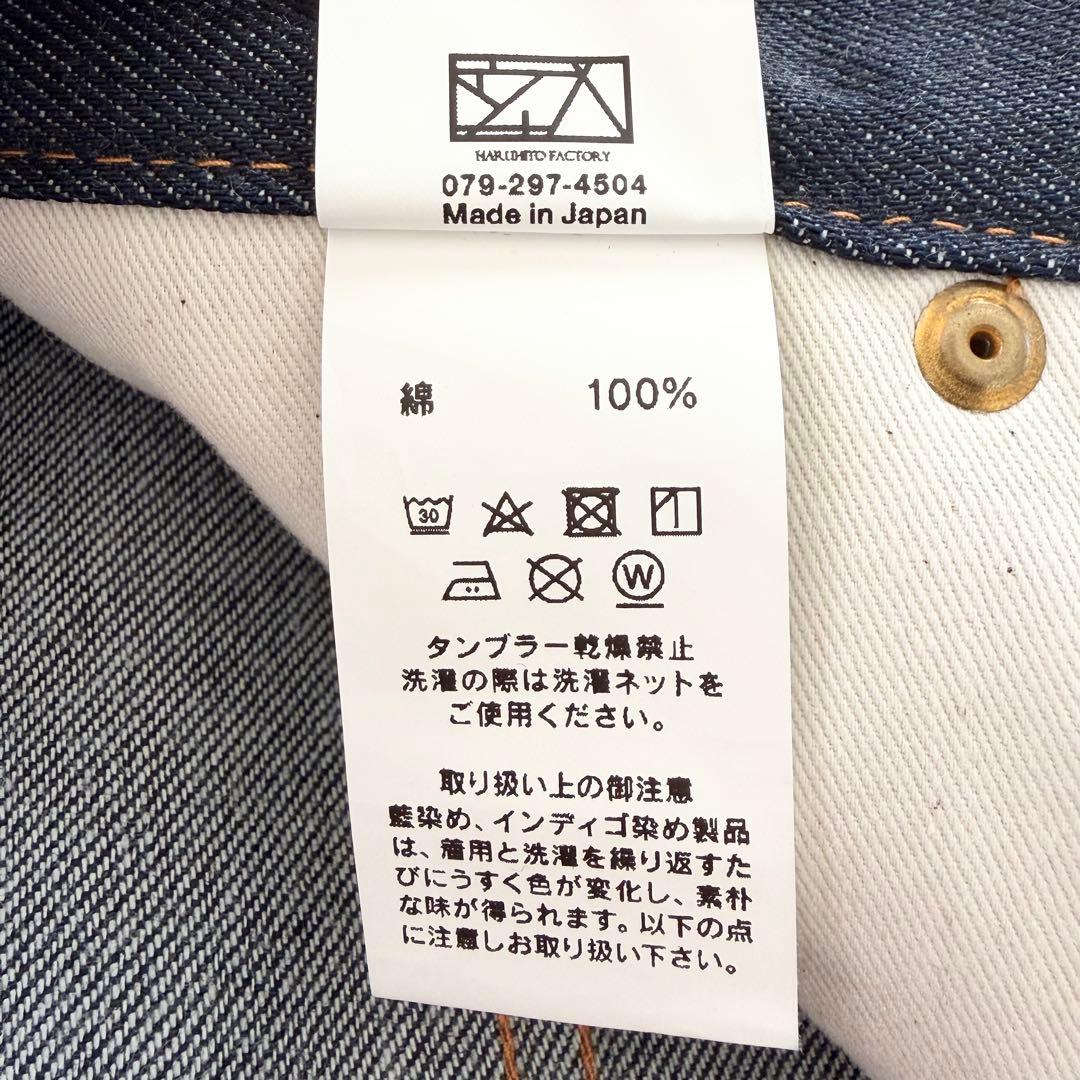 HARUHITO FACTORY
079-297-4504
Made in Japan
綿 100%
30
W
タンブラー乾燥禁止
洗濯の際は洗濯ネットを
ご使用ください。
取り扱い上の御注意
藍染め、インディゴ染め製品
は、着用と洗濯を繰り返すた
びにうすく色が変化し、素朴
な味が得られます。以下の点
に注意しお取り扱い下さい。